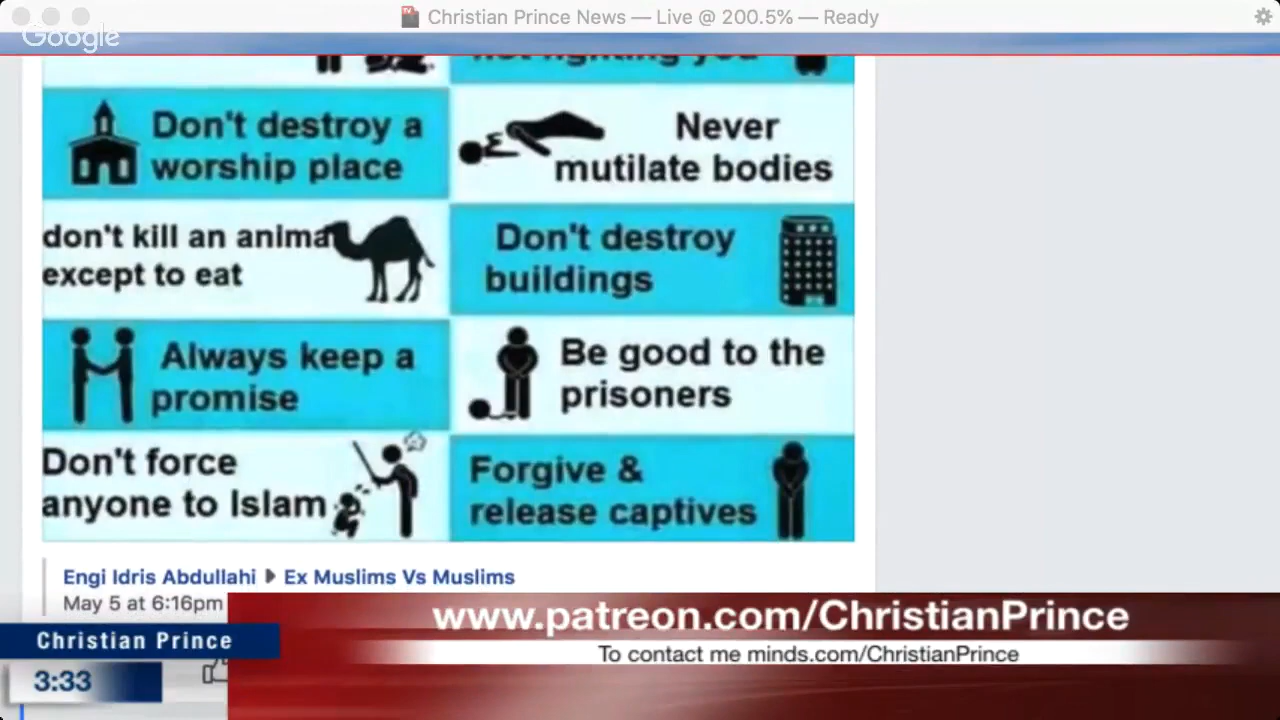 Christian Prince News — Live @ 200.5% — Ready
Google
not fighting you
Don't destroy a
worship place
Never
mutilate bodies
don't kill an anima
except to eat
Don't destroy
buildings
Always keep a
promise
Be good to the
prisoners
Don't force
anyone to Islam
Forgive &
release captives
Engi Idris Abdullahi Ex Muslims Vs Muslims
May 5 at 6:16pm
www.patreon.com/ChristianPrince
To contact me minds.com/ChristianPrince
Christian Prince
3:33